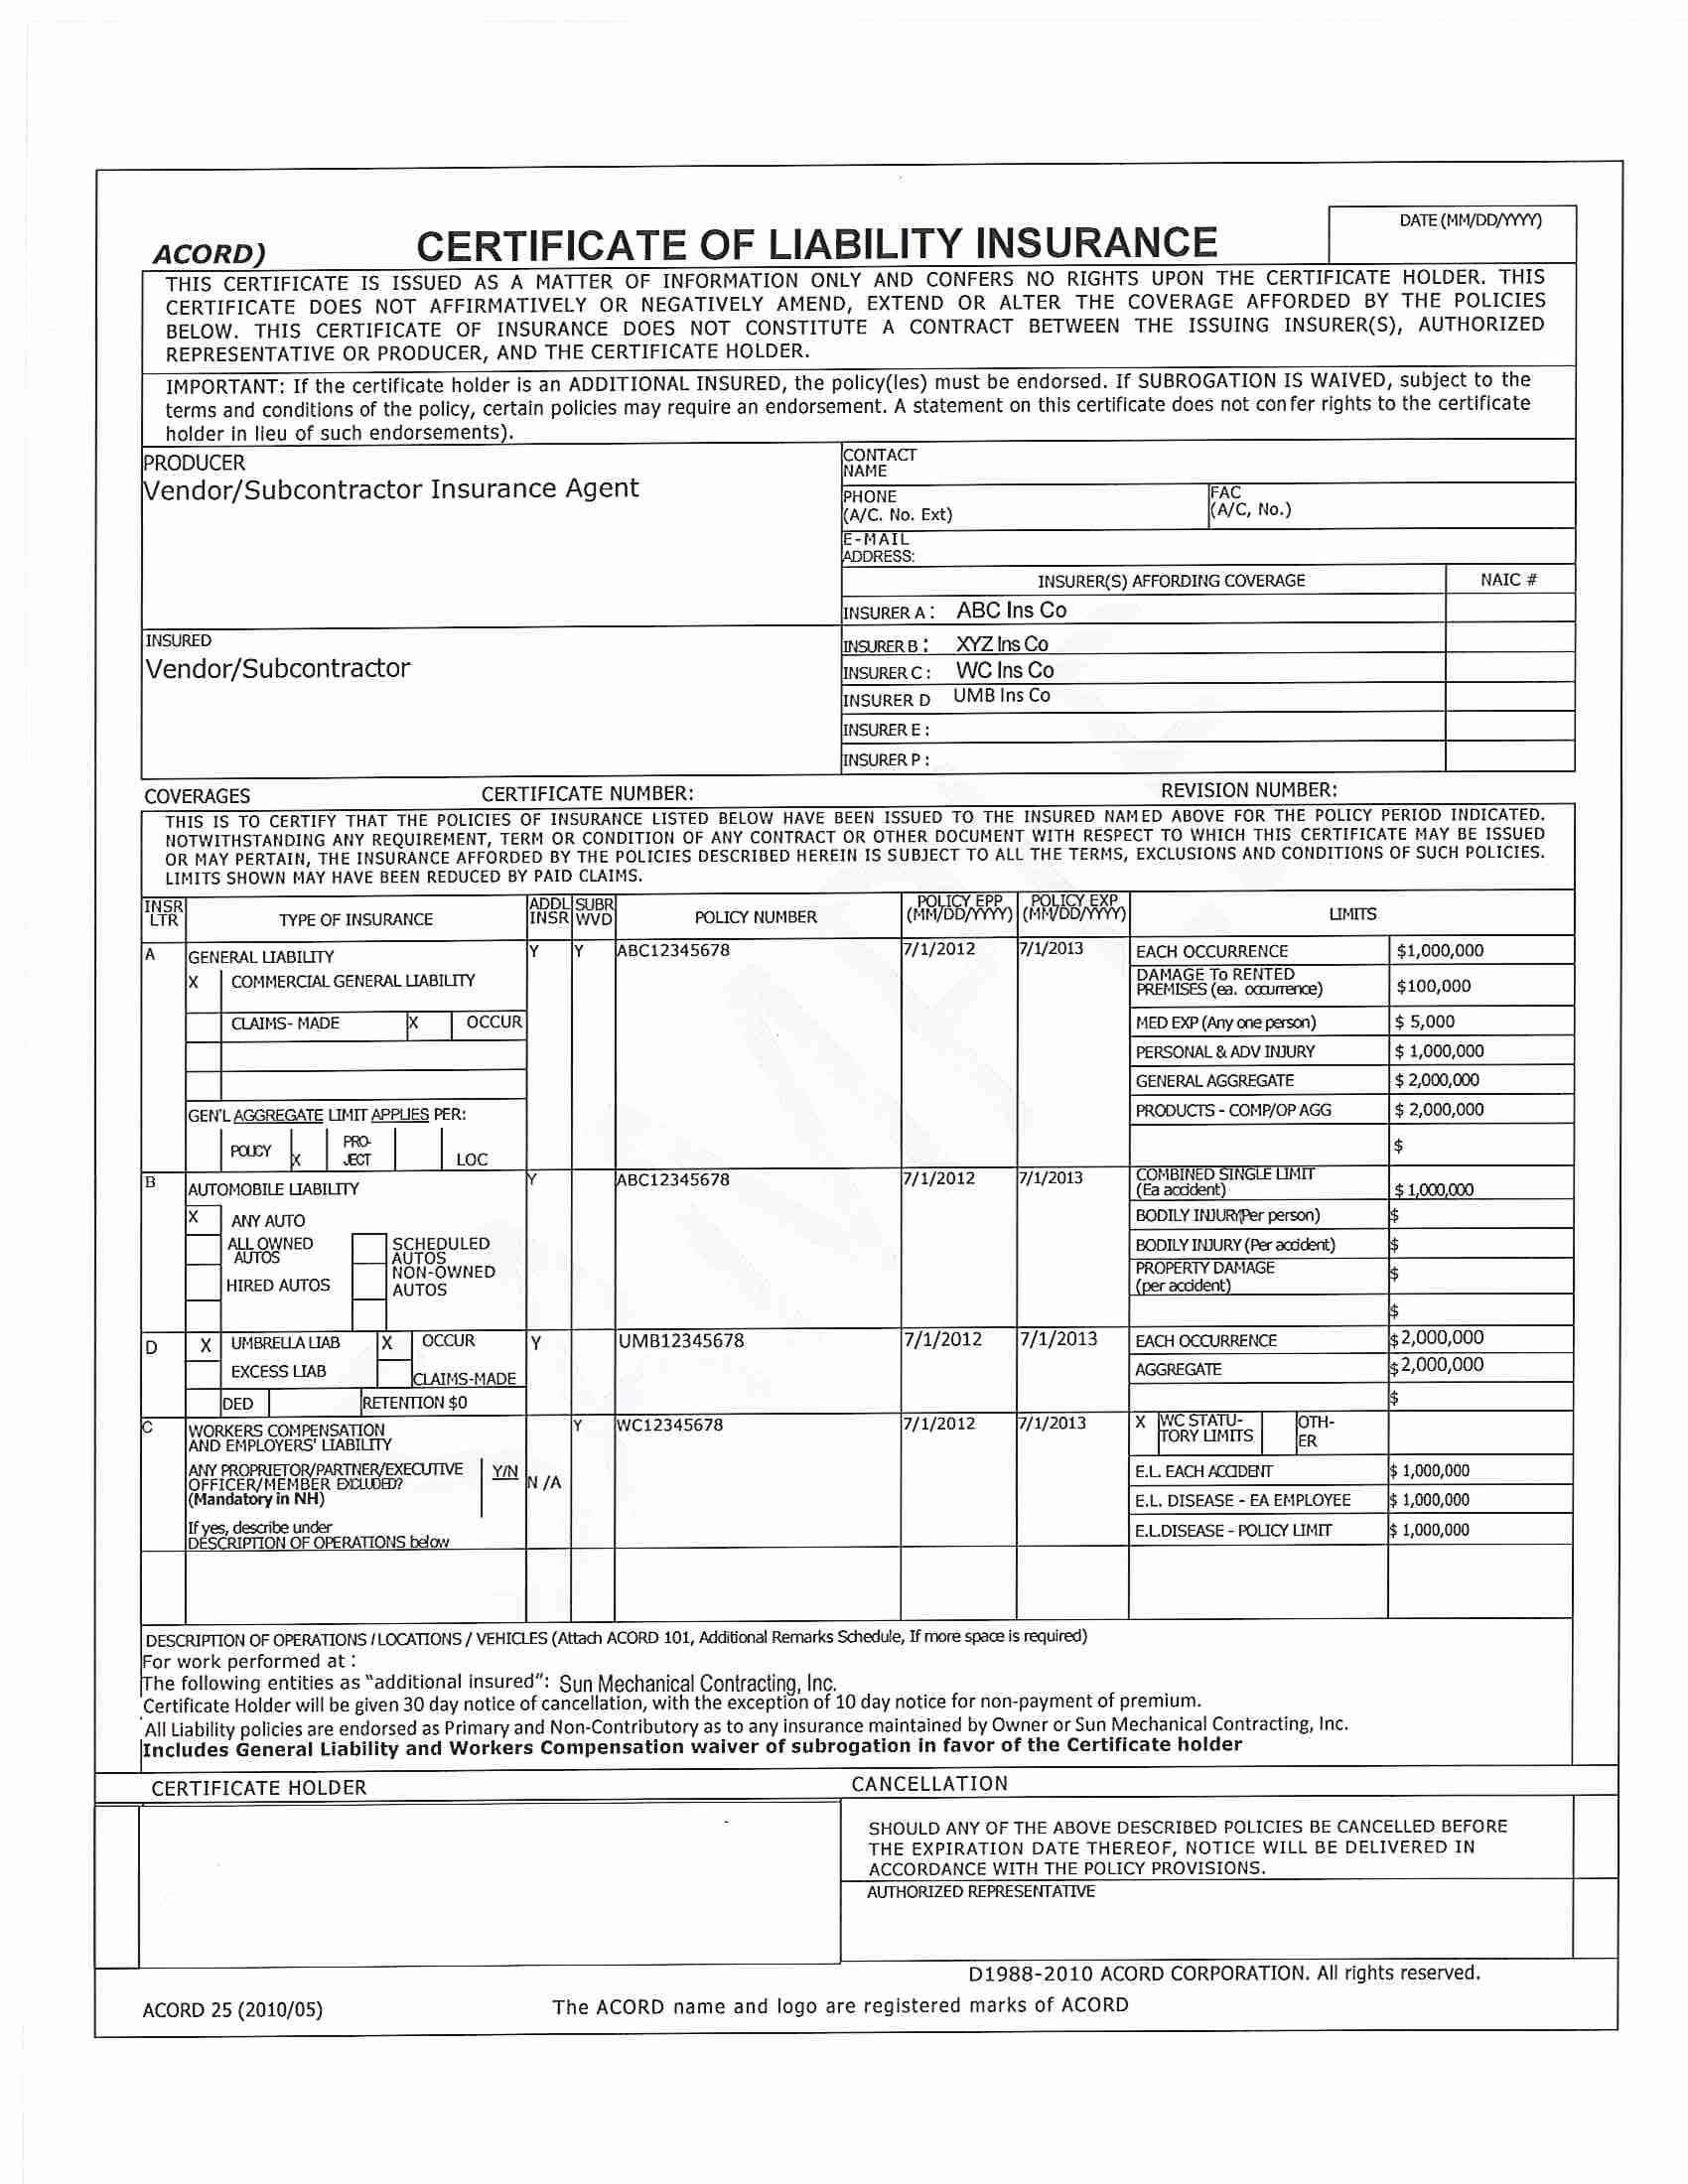 DATE (MM/DD/YYYY)
ACORD)
CERTIFICATE OF LIABILITY INSURANCE
THIS CERTIFICATE IS ISSUED AS A MATTER OF INFORMATION ONLY AND CONFERS NO RIGHTS UPON THE CERTIFICATE HOLDER. THIS
CERTIFICATE DOES NOT AFFIRMATIVELY OR NEGATIVELY AMEND, EXTEND OR ALTER THE COVERAGE AFFORDED BY THE POLICIES
BELOW. THIS CERTIFICATE OF INSURANCE DOES NOT CONSTITUTE A CONTRACT BETWEEN THE ISSUING INSURER(S), AUTHORIZED
REPRESENTATIVE OR PRODUCER, AND THE CERTIFICATE HOLDER.
IMPORTANT: If the certificate holder is an ADDITIONAL INSURED, the policy(les) must be endorsed. If SUBROGATION IS WAIVED, subject to the
terms and conditions of the policy, certain policies may require an endorsement. A statement on this certificate does not confer rights to the certificate
holder in lieu of such endorsements).
PRODUCER
Vendor/Subcontractor Insurance Agent
CONTACT
NAME
PHONE
(A/C. No. Ext)
FAC
(A/C, No.)
E-MAIL
ADDRESS:
INSURER(S) AFFORDING COVERAGE NAIC #
INSURER A : ABC Ins Co
INSURED
Vendor/Subcontractor
INSURER B : XYZ Ins Co
INSURER C : WC Ins Co
INSURER D UMB Ins Co
INSURER E :
INSURER P :
COVERAGES CERTIFICATE NUMBER: REVISION NUMBER:
THIS IS TO CERTIFY THAT THE POLICIES OF INSURANCE LISTED BELOW HAVE BEEN ISSUED TO THE INSURED NAMED ABOVE FOR THE POLICY PERIOD INDICATED.
NOTWITHSTANDING ANY REQUIREMENT, TERM OR CONDITION OF ANY CONTRACT OR OTHER DOCUMENT WITH RESPECT TO WHICH THIS CERTIFICATE MAY BE ISSUED
OR MAY PERTAIN, THE INSURANCE AFFORDED BY THE POLICIES DESCRIBED HEREIN IS SUBJECT TO ALL THE TERMS, EXCLUSIONS AND CONDITIONS OF SUCH POLICIES.
LIMITS SHOWN MAY HAVE BEEN REDUCED BY PAID CLAIMS.
INSR
LTR
TYPE OF INSURANCE
ADDL
INSR
SUBR
WVD
POLICY NUMBER
POLICY EPP
(MM/DD/YYYY)
POLICY EXP
(MM/DD/YYYY)
LIMITS
A
GENERAL LIABILITY
X COMMERCIAL GENERAL LIABILITY
CLAIMS- MADE X OCCUR
GEN'L AGGREGATE LIMIT APPLIES PER:
POLICY X PRO-
JECT LOC
Y Y ABC12345678 7/1/2012 7/1/2013
EACH OCCURRENCE $1,000,000
DAMAGE To RENTED
PREMISES (ea. occurrence) $100,000
MED EXP (Any one person) $ 5,000
PERSONAL & ADV INJURY $ 1,000,000
GENERAL AGGREGATE $ 2,000,000
PRODUCTS - COMP/OP AGG $ 2,000,000
$
B
AUTOMOBILE LIABILITY
X ANY AUTO
ALL OWNED
AUTOS
SCHEDULED
AUTOS
HIRED AUTOS
NON-OWNED
AUTOS
Y ABC12345678 7/1/2012 7/1/2013
COMBINED SINGLE LIMIT
(Ea accident) $ 1,000,000
BODILY INJURY(Per person) $
BODILY INJURY (Per accident) $
PROPERTY DAMAGE
(per accident) $
$
D X UMBRELLA LIAB X OCCUR
EXCESS LIAB CLAIMS-MADE
DED RETENTION $0
Y UMB12345678 7/1/2012 7/1/2013
EACH OCCURRENCE $2,000,000
AGGREGATE $2,000,000
$
C
WORKERS COMPENSATION
AND EMPLOYERS' LIABILITY
ANY PROPRIETOR/PARTNER/EXECUTIVE
OFFICER/MEMBER EXCLUDED?
(Mandatory in NH)
If yes, describe under
DESCRIPTION OF OPERATIONS below
Y/N
N /A
Y WC12345678 7/1/2012 7/1/2013
X WC STATU-
TORY LIMITS
OTH-
ER
E.L. EACH ACCIDENT $ 1,000,000
E.L. DISEASE - EA EMPLOYEE $ 1,000,000
E.L.DISEASE - POLICY LIMIT $ 1,000,000
DESCRIPTION OF OPERATIONS / LOCATIONS / VEHICLES (Attach ACORD 101, Additional Remarks Schedule, If more space is required)
For work performed at :
The following entities as "additional insured": Sun Mechanical Contracting, Inc.
Certificate Holder will be given 30 day notice of cancellation, with the exception of 10 day notice for non-payment of premium.
All Liability policies are endorsed as Primary and Non-Contributory as to any insurance maintained by Owner or Sun Mechanical Contracting, Inc.
Includes General Liability and Workers Compensation waiver of subrogation in favor of the Certificate holder
CERTIFICATE HOLDER
CANCELLATION
SHOULD ANY OF THE ABOVE DESCRIBED POLICIES BE CANCELLED BEFORE
THE EXPIRATION DATE THEREOF, NOTICE WILL BE DELIVERED IN
ACCORDANCE WITH THE POLICY PROVISIONS.
AUTHORIZED REPRESENTATIVE
D1988-2010 ACORD CORPORATION. All rights reserved.
ACORD 25 (2010/05)
The ACORD name and logo are registered marks of ACORD